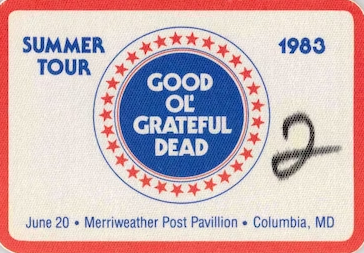 SUMMER TOUR
1983
GOOD
OL'
GRATEFUL
DEAD
2
June 20 • Merriweather Post Pavillion • Columbia, MD